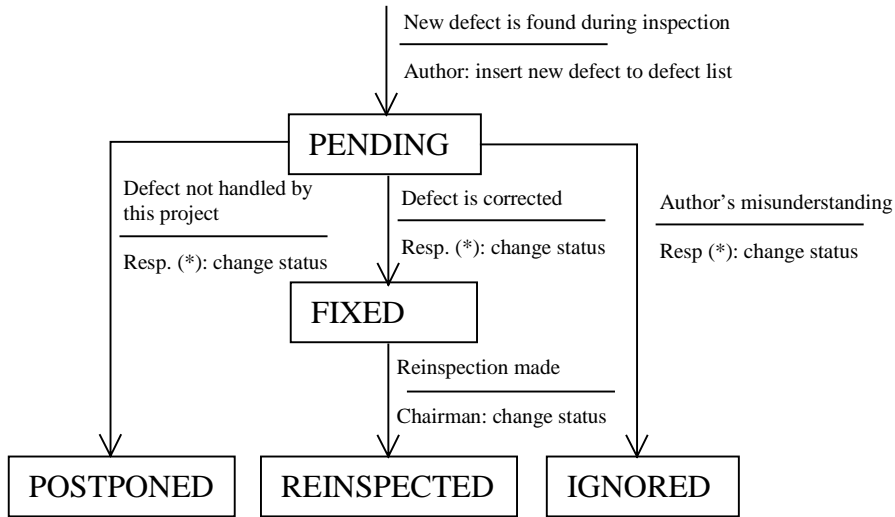 New defect is found during inspection
Author: insert new defect to defect list
PENDING
Defect not handled by
this project
Resp. (*): change status
Defect is corrected
Resp. (*): change status
Author's misunderstanding
Resp (*): change status
FIXED
Reinspection made
Chairman: change status
POSTPONED
REINSPECTED
IGNORED